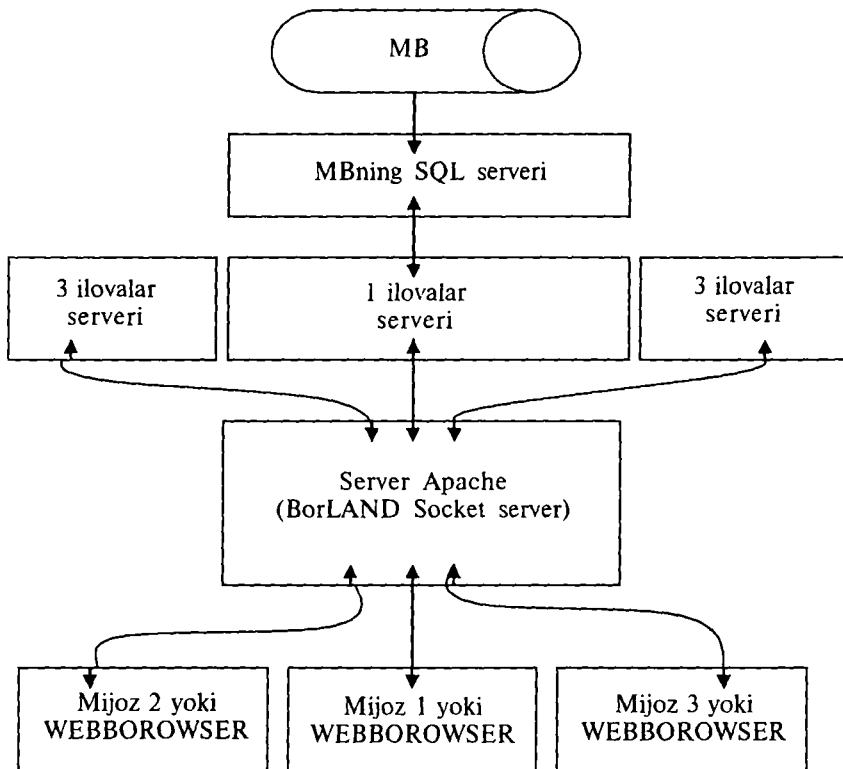 MB
MBning SQL serveri
3 ilovalar
serveri
1 ilovalar
serveri
3 ilovalar
serveri
Server Apache
(BorLAND Socket server)
Mijoz 2 yoki
WEBBOROWSER
Mijoz 1 yoki
WEBBOROWSER
Mijoz 3 yoki
WEBBOROWSER